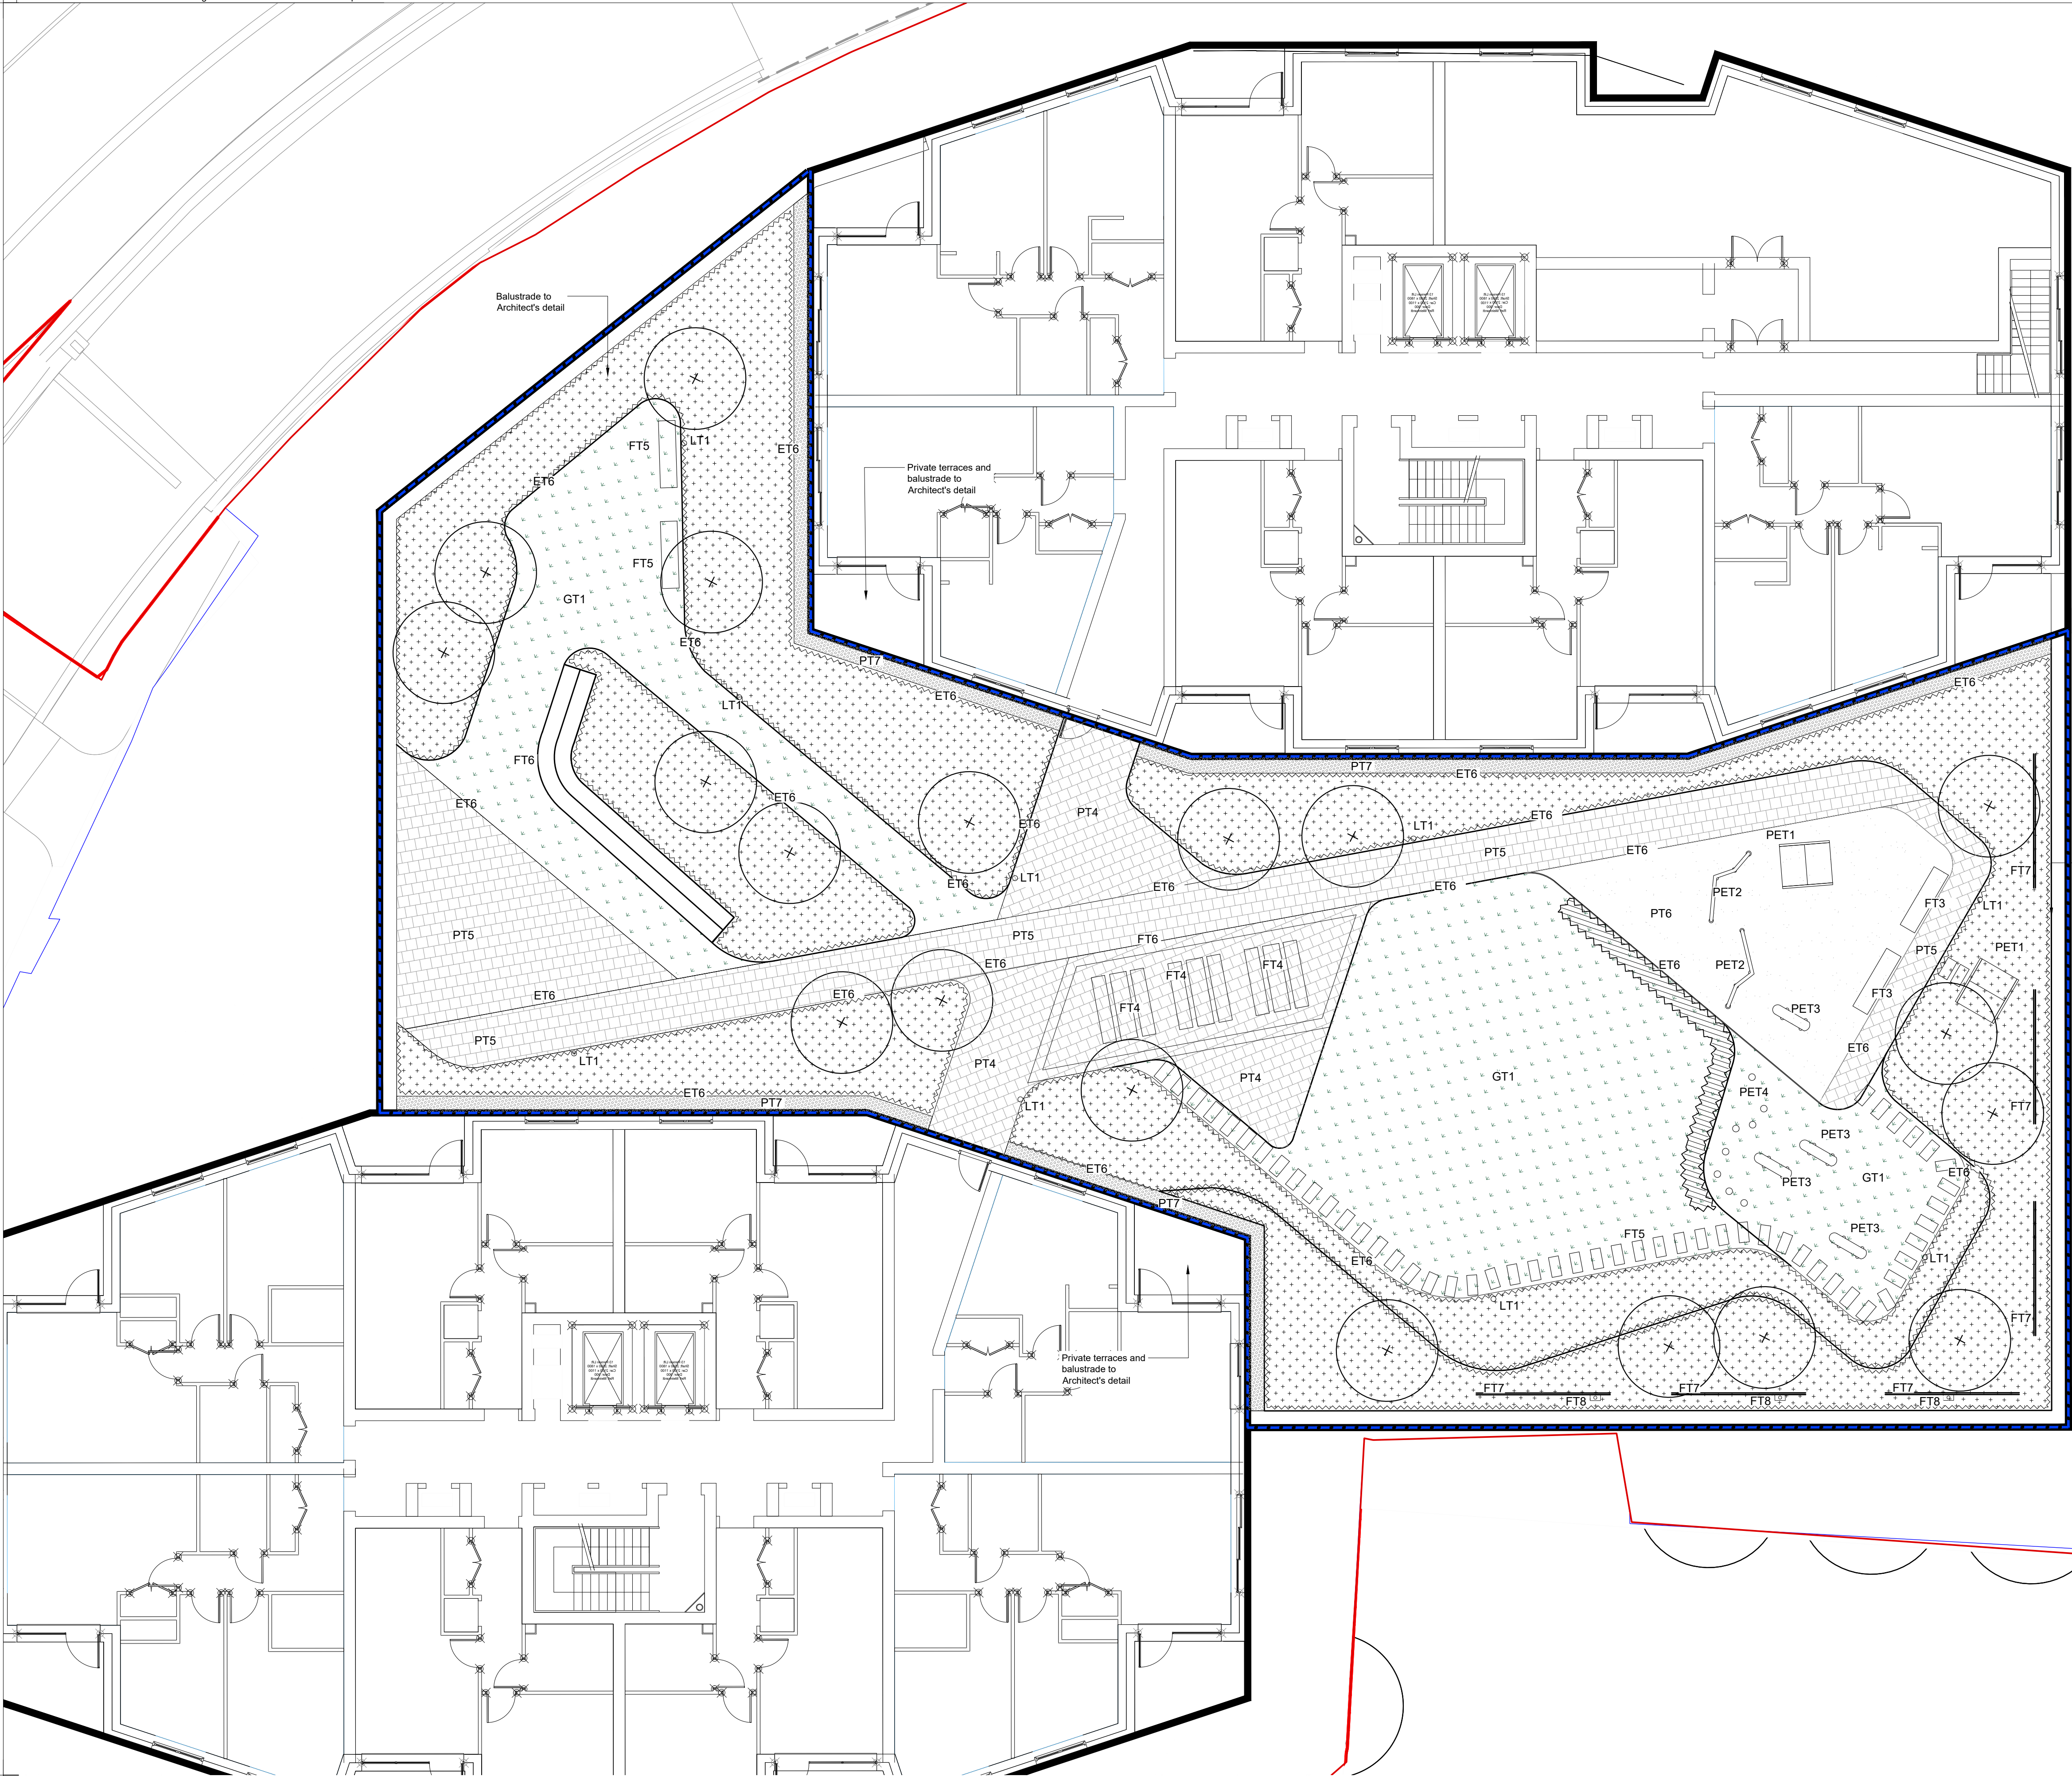 Balustrade to
Architect's detail
FT5
LT1
ET6
ET6
Private terraces and
balustrade to
Architect's detail
FT5
GT1
ET6
PT7
ET6
ET6
LT1
FT6
PT7
ET6
ET6
ET6
PT4
ET6
LT1
ET6
PET1
PT5
ET6
FT7
LT1
ET6
ET6
ET6
PET2
FT3
LT1
PT6
PT5
PT5
FT6
PT5
PET1
ET6
ET6
PET2
FT4
FT4
FT4
FT3
ET6
ET6
PET3
PT5
LT1
PT4
PT4
GT1
ET6
ET6
PT7
LT1
PET4
FT7
PET3
ET6
ET6
GT1
PET3
PT7
PET3
FT5
ET6
LT1
LT1
FT7
Private terraces and
balustrade to
Architect's detail
FT7
FT7
FT7
FT8
FT8
FT8